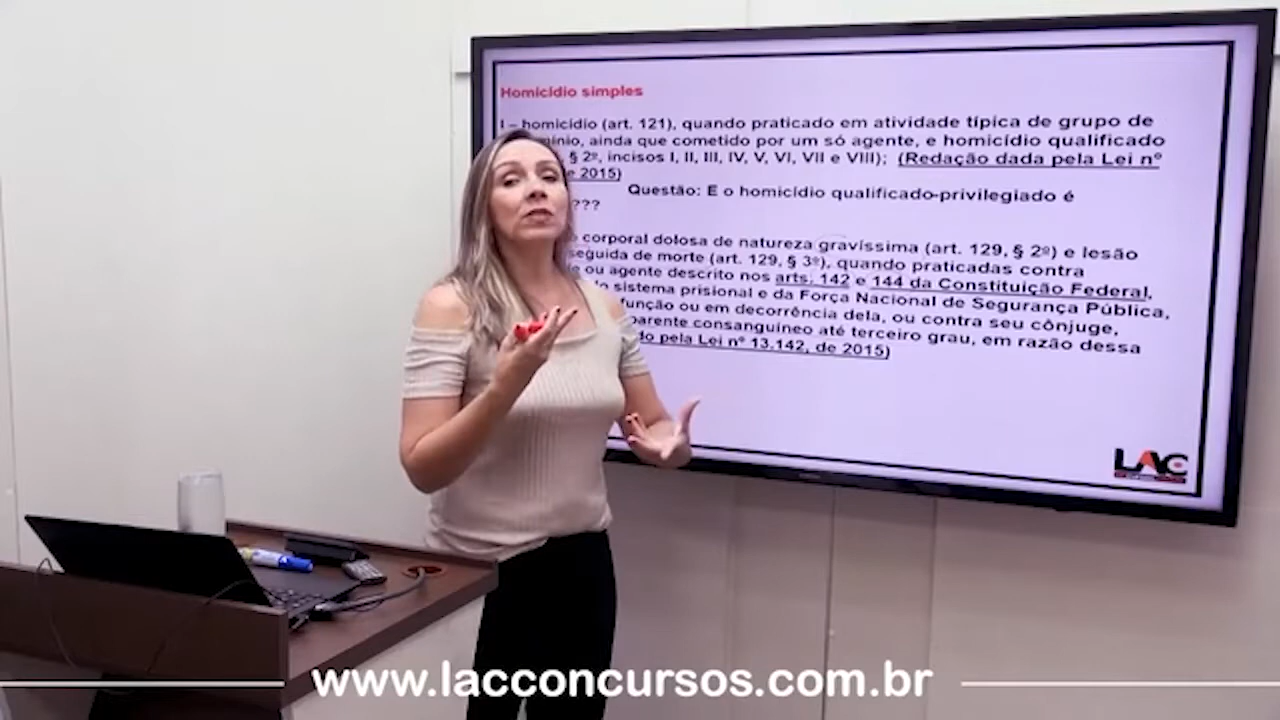 Homicídio simples
I – homicídio (art. 121), quando praticado em atividade típica de grupo de
ínio, ainda que cometido por um só agente, e homicídio qualificado
§ 2º, incisos I, II, III, IV, V, VI, VII e VIII); (Redação dada pela Lei nº
e 2015)
Questão: E o homicídio qualificado-privilegiado é
???
corporal dolosa de natureza gravíssima (art. 129, § 2º) e lesão
seguida de morte (art. 129, § 3º), quando praticadas contra
e ou agente descrito nos arts. 142 e 144 da Constituição Federal,
sistema prisional e da Força Nacional de Segurança Pública,
função ou em decorrência dela, ou contra seu cônjuge,
parente consanguíneo até terceiro grau, em razão dessa
do pela Lei nº 13.142, de 2015)
LAC
www.lacconcursos.com.br